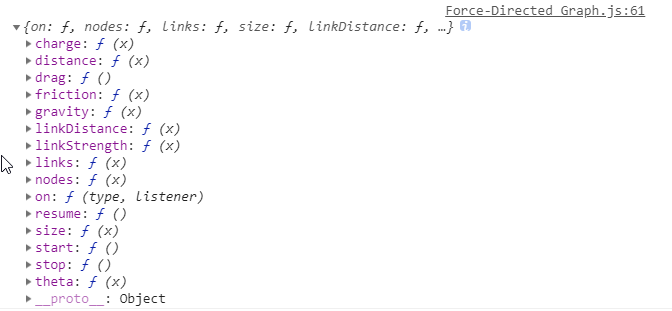 Force-Directed Graph.js:61
▼{on: ƒ, nodes: ƒ, links: ƒ, size: ƒ, linkDistance: ƒ, …} i
▶charge: ƒ (x)
▶distance: ƒ (x)
▶drag: ƒ ()
▶friction: ƒ (x)
▶gravity: ƒ (x)
▶linkDistance: ƒ (x)
▶linkStrength: ƒ (x)
▶links: ƒ (x)
▶nodes: ƒ (x)
▶on: ƒ (type, listener)
▶resume: ƒ ()
▶size: ƒ (x)
▶start: ƒ ()
▶stop: ƒ ()
▶theta: ƒ (x)
▶__proto__: Object